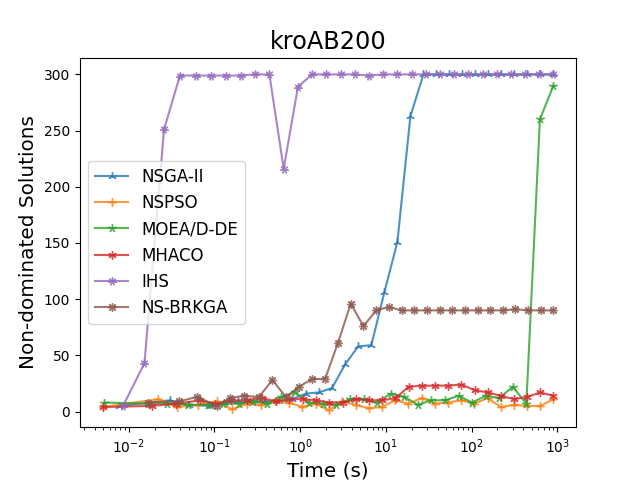 kroAB200
Non-dominated Solutions
300
250
200
150
100
50
0
NSGA-II
NSPSO
MOEA/D-DE
MHACO
IHS
NS-BRKGA
10⁻²
10⁻¹
10⁰
10¹
10²
10³
Time (s)